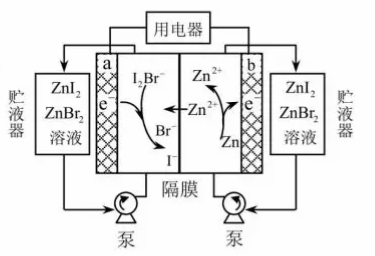 用电器
a
b
贮液器
ZnI₂
ZnBr₂
溶液
e⁻
I₂Br⁻
Br⁻
I⁻
Zn²⁺
Zn²⁺
Zn
e⁻
ZnI₂
ZnBr₂
溶液
贮液器
隔膜
泵
泵